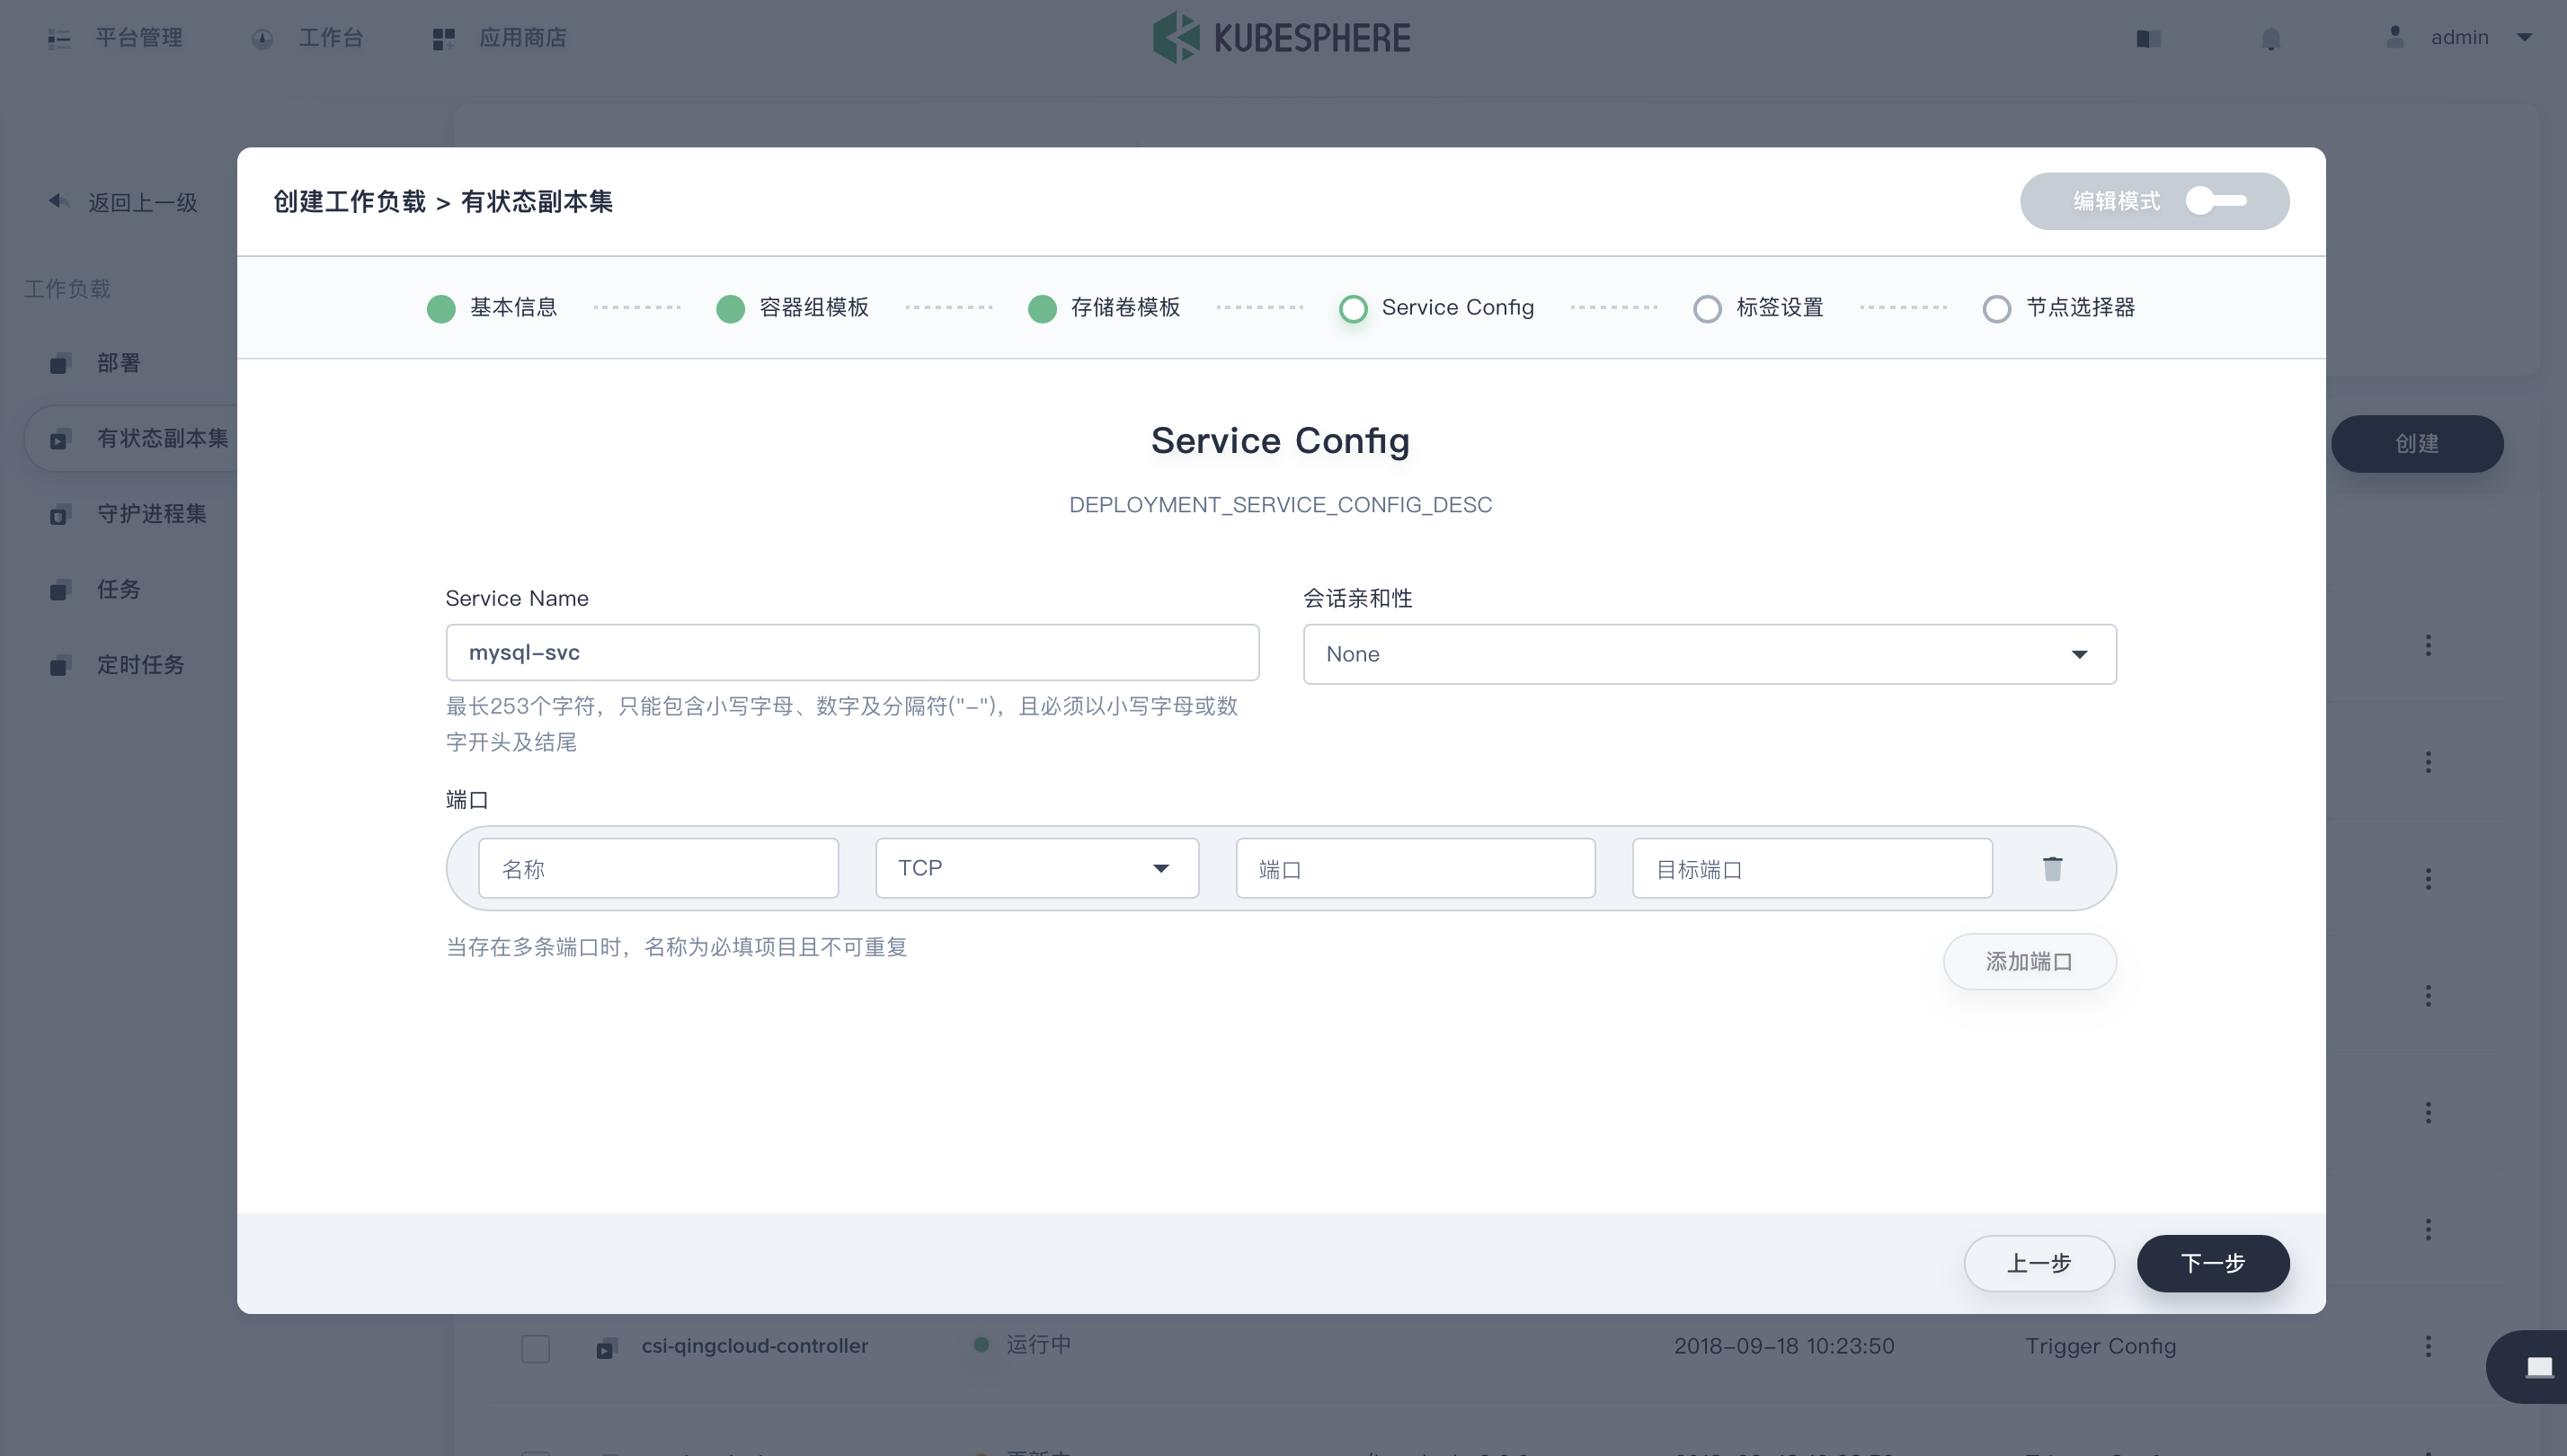 平台管理
工作台
应用商店
KUBESPHERE
admin
返回上一级
工作负载
部署
有状态副本集
守护进程集
任务
定时任务
创建
创建工作负载 > 有状态副本集
编辑模式
基本信息
容器组模板
存储卷模板
Service Config
标签设置
节点选择器
Service Config
DEPLOYMENT_SERVICE_CONFIG_DESC
Service Name
会话亲和性
mysql-svc
None
最长253个字符，只能包含小写字母、数字及分隔符("-")，且必须以小写字母或数
字开头及结尾
端口
名称
TCP
端口
目标端口
当存在多条端口时，名称为必填项目且不可重复
添加端口
上一步
下一步
csi-qingcloud-controller
运行中
2018-09-18 10:23:50
Trigger Config